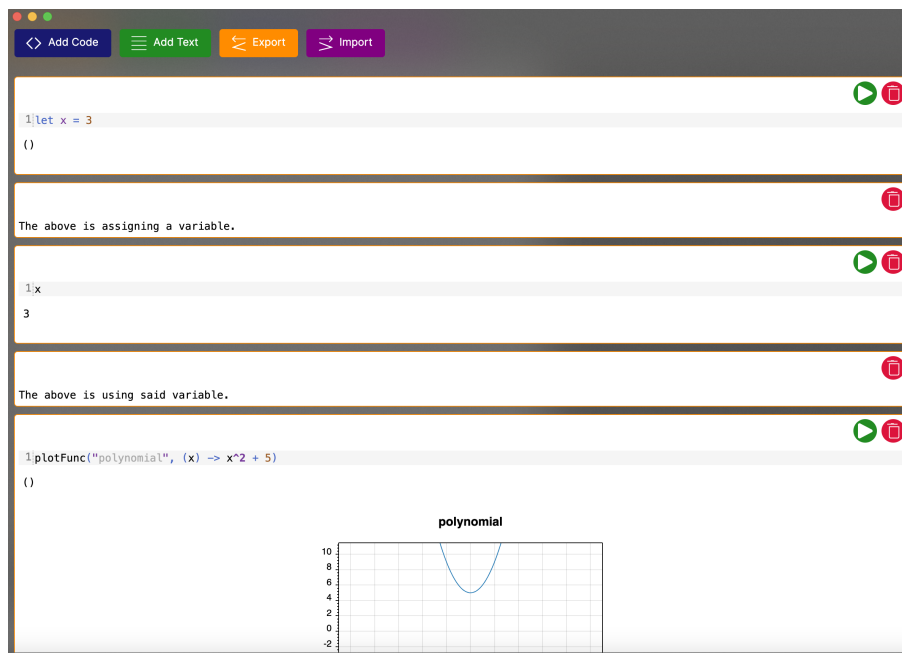 <> Add Code
Add Text
Export
Import
1 let x = 3
()
The above is assigning a variable.
1 x
3
The above is using said variable.
1 plotFunc("polynomial", (x) -> x^2 + 5)
()
polynomial
10
8
6
4
2
0
-2